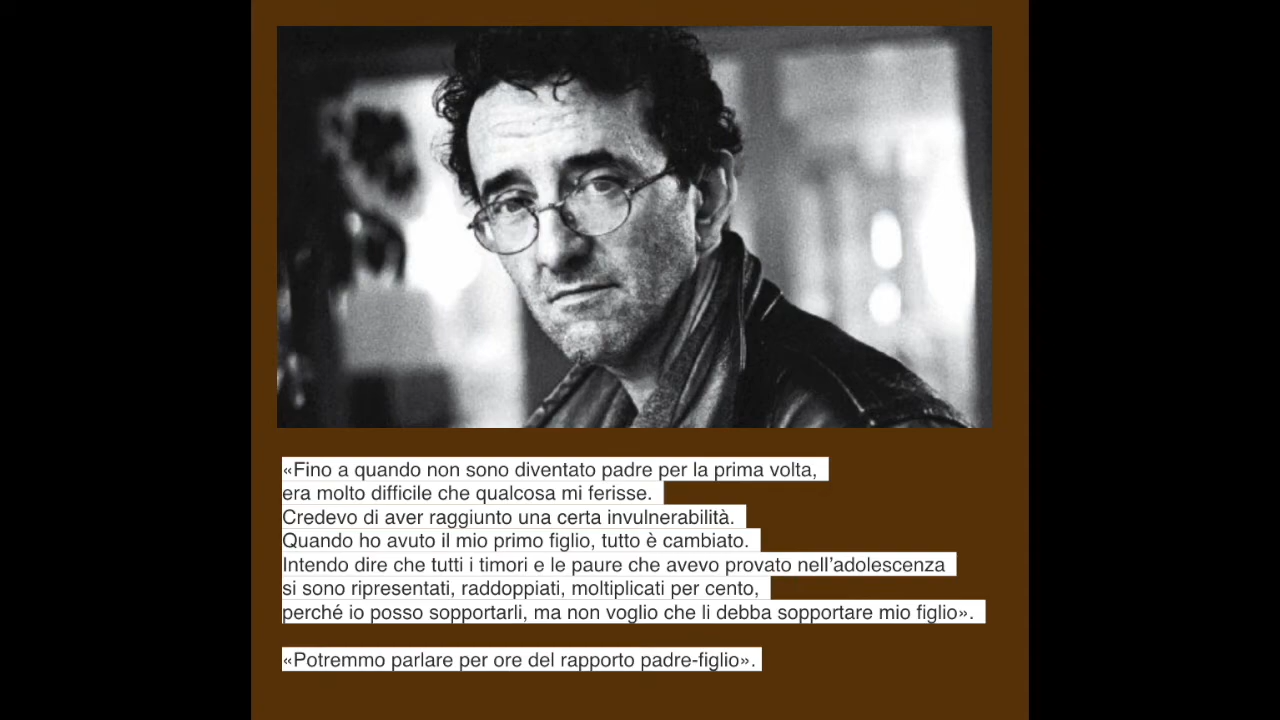 «Fino a quando non sono diventato padre per la prima volta,
era molto difficile che qualcosa mi ferisse.
Credevo di aver raggiunto una certa invulnerabilità.
Quando ho avuto il mio primo figlio, tutto è cambiato.
Intendo dire che tutti i timori e le paure che avevo provato nell’adolescenza
si sono ripresentati, raddoppiati, moltiplicati per cento,
perché io posso sopportarli, ma non voglio che li debba sopportare mio figlio».
«Potremmo parlare per ore del rapporto padre-figlio».